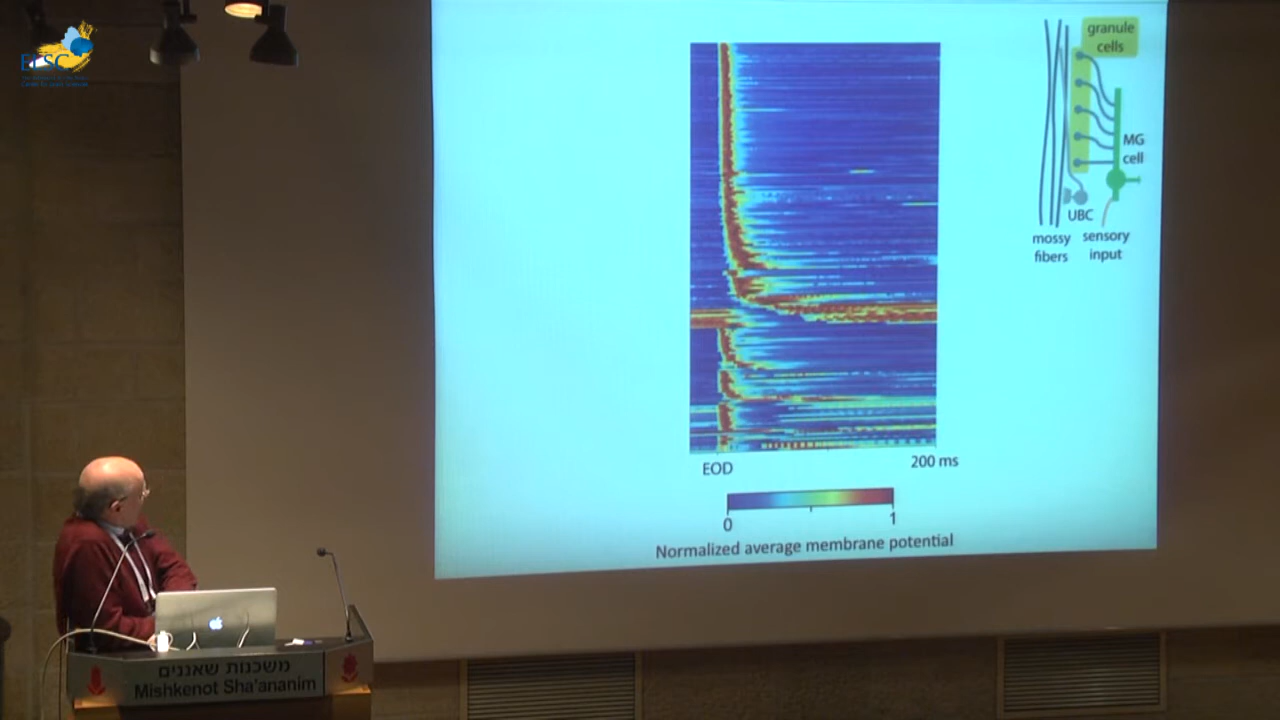 ELSC
granule
cells
MG
cell
UBC
mossy
fibers
sensory
input
EOD
200 ms
0
1
Normalized average membrane potential
משכנות שאננים
Mishkenot Sha'ananim